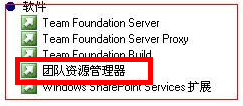 软件
Team Foundation Server
Team Foundation Server Proxy
Team Foundation Build
团队资源管理器
Windows SharePoint Services 扩展